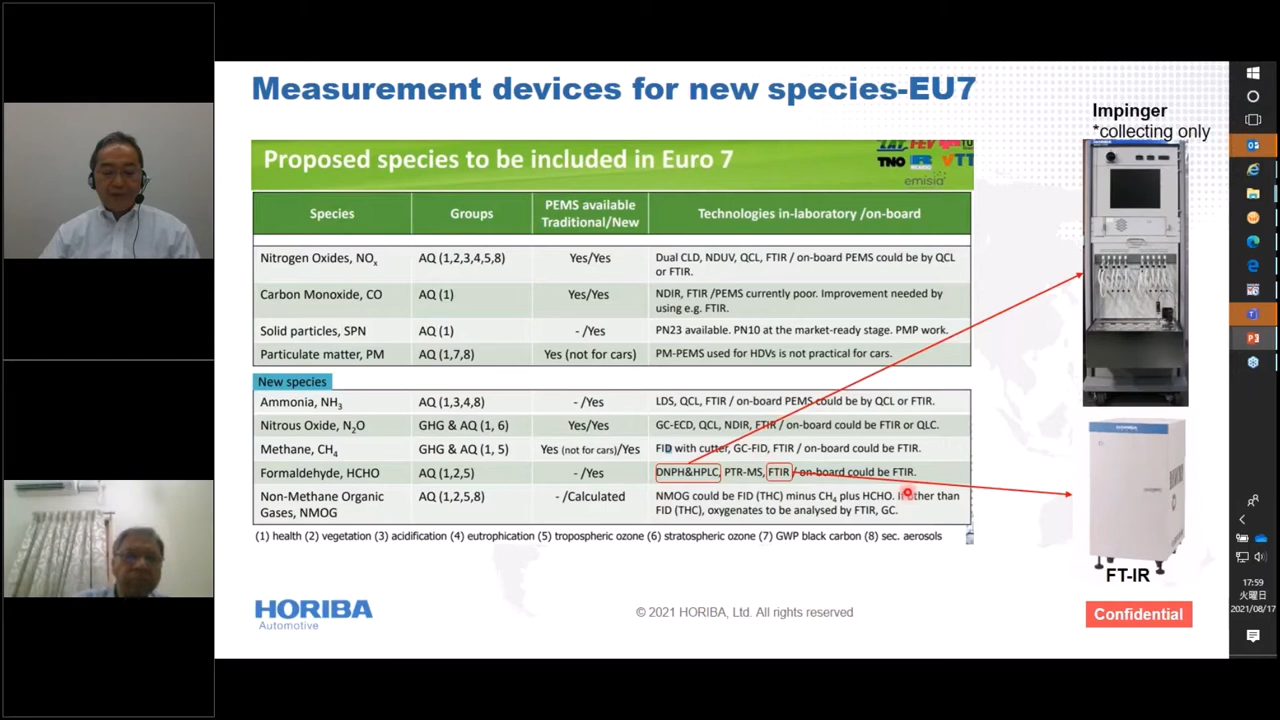 Measurement devices for new species-EU7
Impinger
*collecting only
Proposed species to be included in Euro 7
LAT FEV
TNO VTT
emisia
Species
Groups
PEMS available
Traditional/New
Technologies in-laboratory /on-board
Nitrogen Oxides, NOx
AQ (1,2,3,4,5,8)
Yes/Yes
Dual CLD, NDUV, QCL, FTIR / on-board PEMS could be by QCL
or FTIR.
Carbon Monoxide, CO
AQ (1)
Yes/Yes
NDIR, FTIR /PEMS currently poor. Improvement needed by
using e.g. FTIR.
Solid particles, SPN
AQ (1)
- /Yes
PN23 available. PN10 at the market-ready stage. PMP work.
Particulate matter, PM
AQ (1,7,8)
Yes (not for cars)
PM-PEMS used for HDVs is not practical for cars.
New species
Ammonia, NH3
AQ (1,3,4,8)
- /Yes
LDS, QCL, FTIR / on-board PEMS could be by QCL or FTIR.
Nitrous Oxide, N2O
GHG & AQ (1, 6)
Yes/Yes
GC-ECD, QCL, NDIR, FTIR / on-board could be FTIR or QLC.
Methane, CH4
GHG & AQ (1, 5)
Yes (not for cars)/Yes
FID with cutter, GC-FID, FTIR / on-board could be FTIR.
Formaldehyde, HCHO
AQ (1,2,5)
- /Yes
DNPH&HPLC, PTR-MS, FTIR / on-board could be FTIR.
Non-Methane Organic
Gases, NMOG
AQ (1,2,5,8)
- /Calculated
NMOG could be FID (THC) minus CH4 plus HCHO. If other than
FID (THC), oxygenates to be analysed by FTIR, GC.
(1) health (2) vegetation (3) acidification (4) eutrophication (5) tropospheric ozone (6) stratospheric ozone (7) GWP black carbon (8) sec. aerosols
FT-IR
HORIBA
Automotive
© 2021 HORIBA, Ltd. All rights reserved
Confidential
17:59
火曜日
2021/08/17